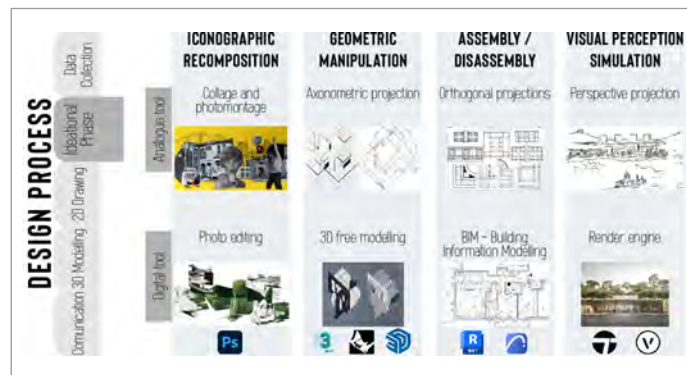 DESIGN PROCESS
Data
Collection
Ideational
Phase
2D Drawing
3D Modelling
Comunication
Analogue tool
Digital tool
ICONOGRAPHIC
RECOMPOSITION
Collage and
photomontage
Photo editing
Ps
GEOMETRIC
MANIPULATION
Axonometric projection
3D free modelling
3
ASSEMBLY /
DISASSEMBLY
Orthogonal projections
BIM - Building
Information Modelling
R
VISUAL PERCEPTION
SIMULATION
Perspective projection
Render engine